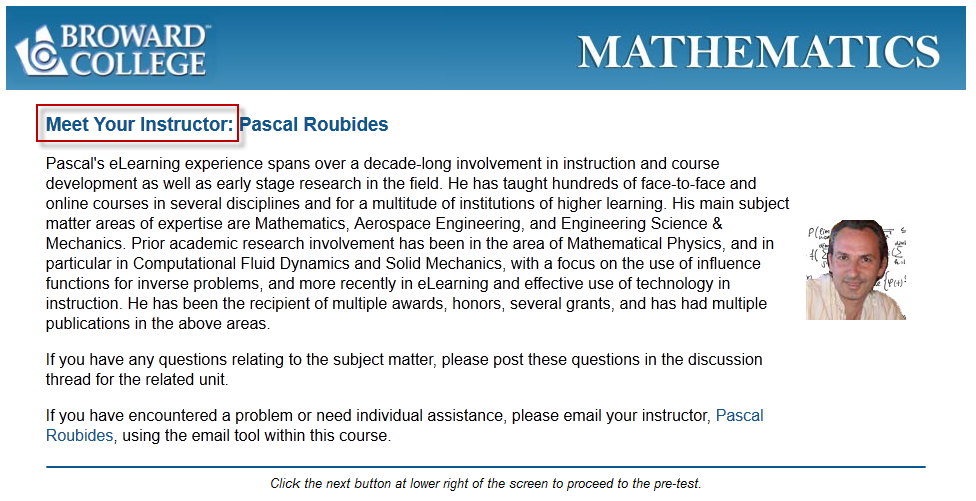 BROWARD
COLLEGE
MATHEMATICS
Meet Your Instructor: Pascal Roubides
Pascal's eLearning experience spans over a decade-long involvement in instruction and course
development as well as early stage research in the field. He has taught hundreds of face-to-face and
online courses in several disciplines and for a multitude of institutions of higher learning. His main subject
matter areas of expertise are Mathematics, Aerospace Engineering, and Engineering Science &
Mechanics. Prior academic research involvement has been in the area of Mathematical Physics, and in
particular in Computational Fluid Dynamics and Solid Mechanics, with a focus on the use of influence
functions for inverse problems, and more recently in eLearning and effective use of technology in
instruction. He has been the recipient of multiple awards, honors, several grants, and has had multiple
publications in the above areas.
If you have any questions relating to the subject matter, please post these questions in the discussion
thread for the related unit.
If you have encountered a problem or need individual assistance, please email your instructor, Pascal
Roubides, using the email tool within this course.
Click the next button at lower right of the screen to proceed to the pre-test.